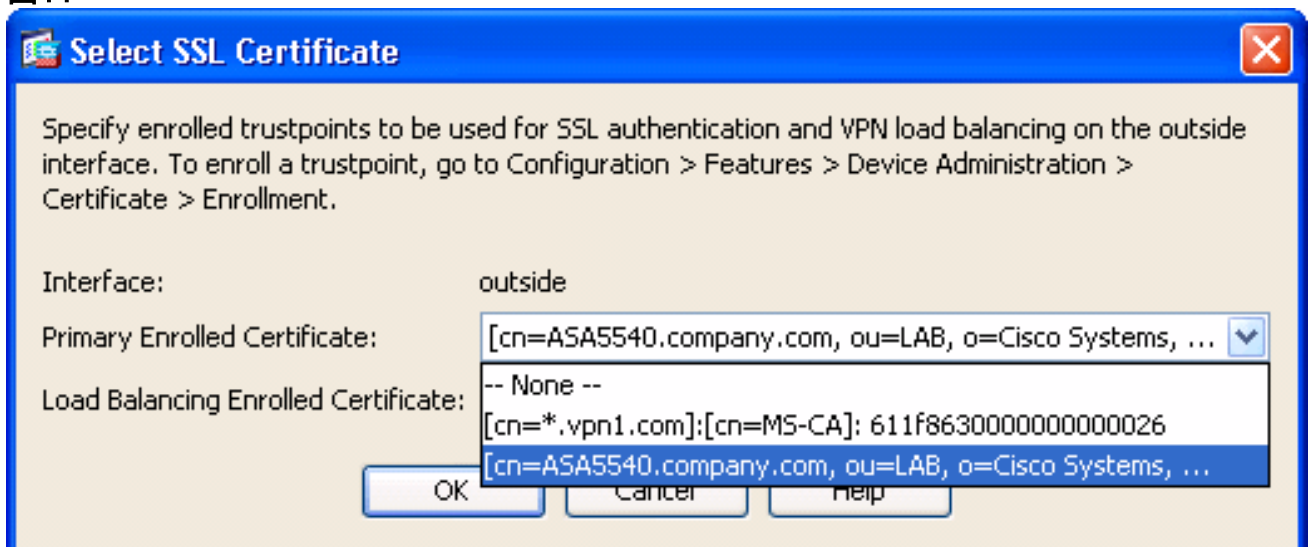 Select SSL Certificate
Specify enrolled trustpoints to be used for SSL authentication and VPN load balancing on the outside
interface. To enroll a trustpoint, go to Configuration > Features > Device Administration >
Certificate > Enrollment.
Interface: outside
Primary Enrolled Certificate: [cn=ASA5540.company.com, ou=LAB, o=Cisco Systems, ...
-- None --
Load Balancing Enrolled Certificate:
[cn=*.vpn1.com]:[cn=MS-CA]: 611f8630000000000026
[cn=ASA5540.company.com, ou=LAB, o=Cisco Systems, ...
OK Cancel Help